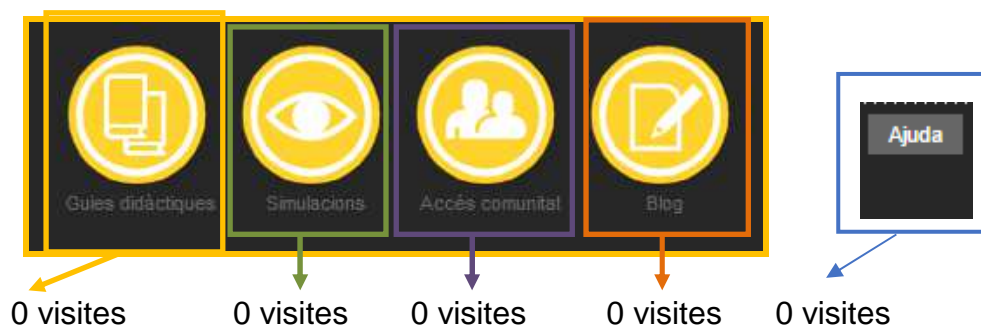 Guies didàctiques
Simulacions
Accés comunitat
Blog
Ajuda
0 visites
0 visites
0 visites
0 visites
0 visites